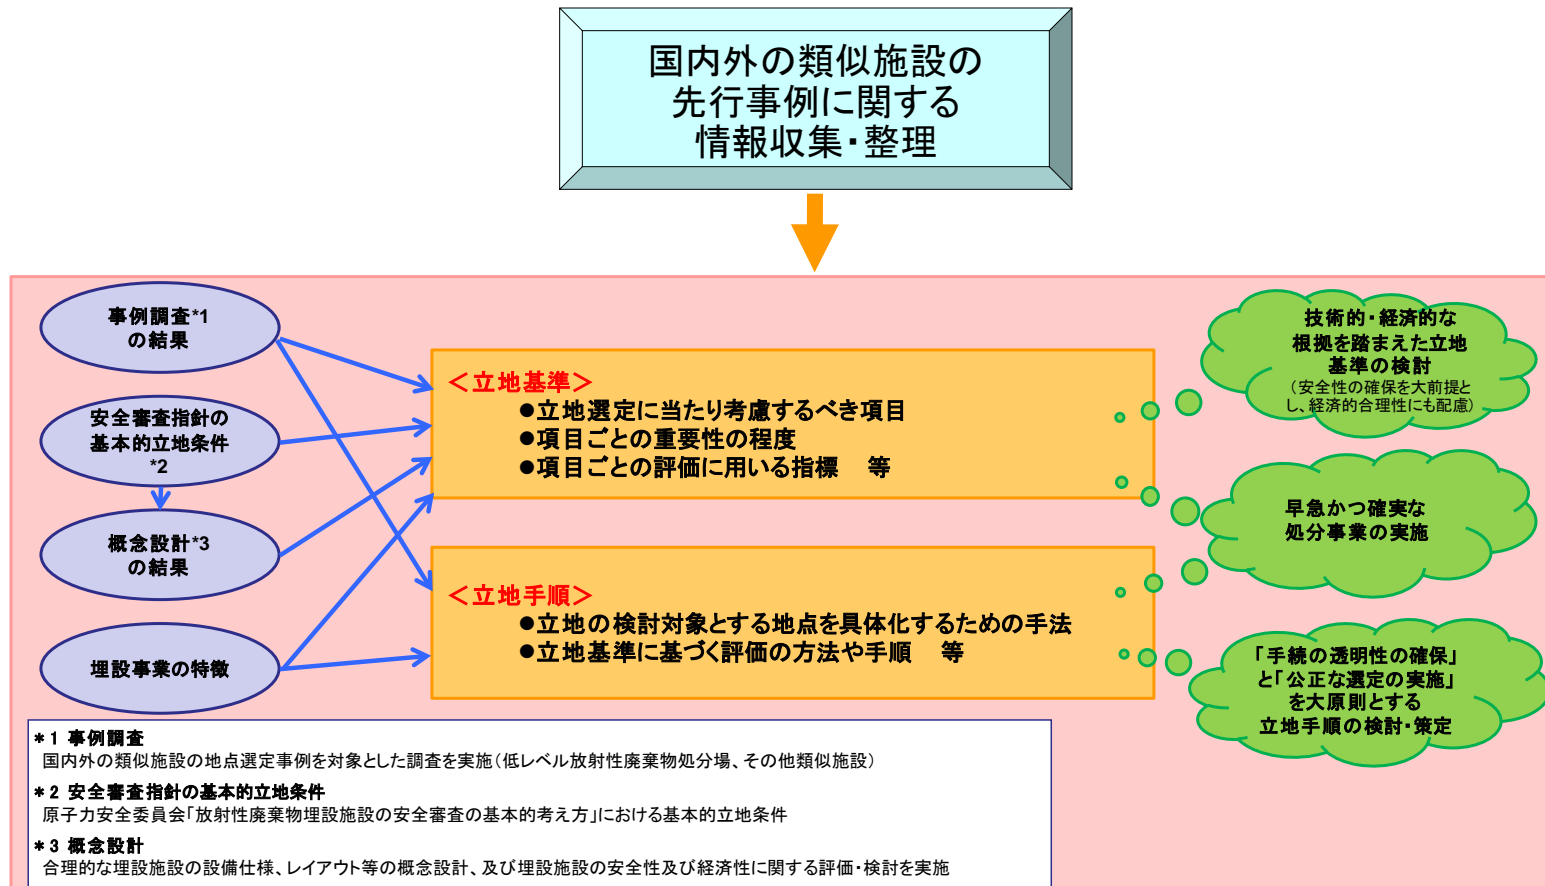 国内外の類似施設の
先行事例に関する
情報収集・整理
事例調査*1
の結果
安全審査指針の
基本的立地条件
*2
概念設計*3
の結果
埋設事業の特徴
＜立地基準＞
●立地選定に当たり考慮するべき項目
●項目ごとの重要性の程度
●項目ごとの評価に用いる指標　等
＜立地手順＞
●立地の検討対象とする地点を具体化するための手法
●立地基準に基づく評価の方法や手順　等
技術的・経済的な
根拠を踏まえた立地
基準の検討
（安全性の確保を大前提と
し、経済的合理性にも配慮）
早急かつ確実な
処分事業の実施
「手続の透明性の確保」
と「公正な選定の実施」
を大原則とする
立地手順の検討・策定
＊1 事例調査
国内外の類似施設の地点選定事例を対象とした調査を実施（低レベル放射性廃棄物処分場、その他類似施設）
＊2 安全審査指針の基本的立地条件
原子力安全委員会「放射性廃棄物埋設施設の安全審査の基本的考え方」における基本的立地条件
＊3 概念設計
合理的な埋設施設の設備仕様、レイアウト等の概念設計、及び埋設施設の安全性及び経済性に関する評価・検討を実施